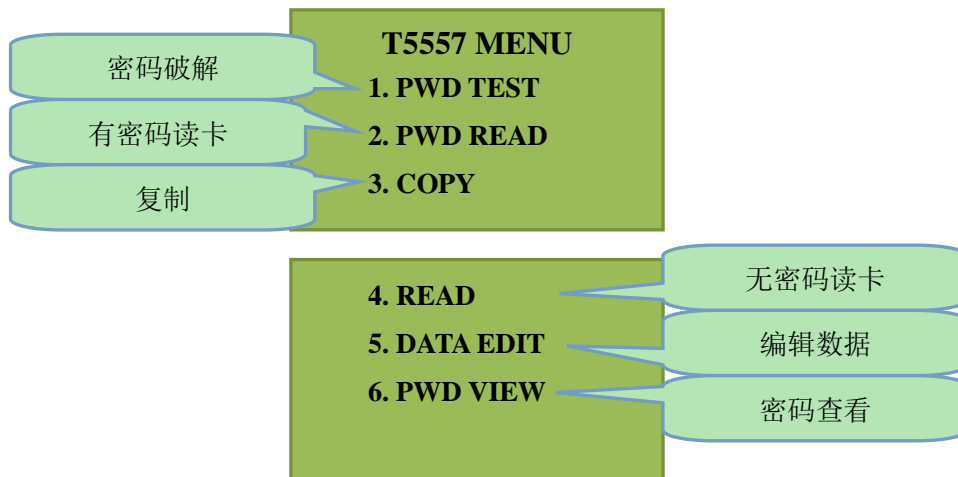 T5557 MENU
密码破解
1. PWD TEST
有密码读卡
2. PWD READ
复制
3. COPY
4. READ
无密码读卡
5. DATA EDIT
编辑数据
6. PWD VIEW
密码查看